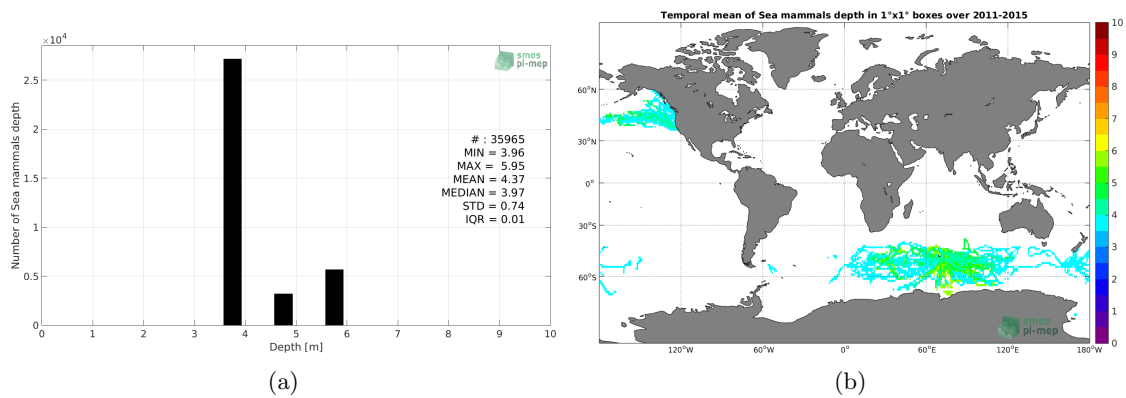 ×10⁴
2.5
2
1.5
1
0.5
0
0 1 2 3 4 5 6 7 8 9 10
Number of Sea mammals depth
Depth [m]
smos
pi-mep
# : 35965
MIN = 3.96
MAX = 5.95
MEAN = 4.37
MEDIAN = 3.97
STD = 0.74
IQR = 0.01
(a)
Temporal mean of Sea mammals depth in 1°x1° boxes over 2011-2015
60°N
30°N
0°
30°S
60°S
120°W 60°W 0° 60°E 120°E 180°W
smos
pi-mep
10
9
8
7
6
5
4
3
2
1
0
(b)